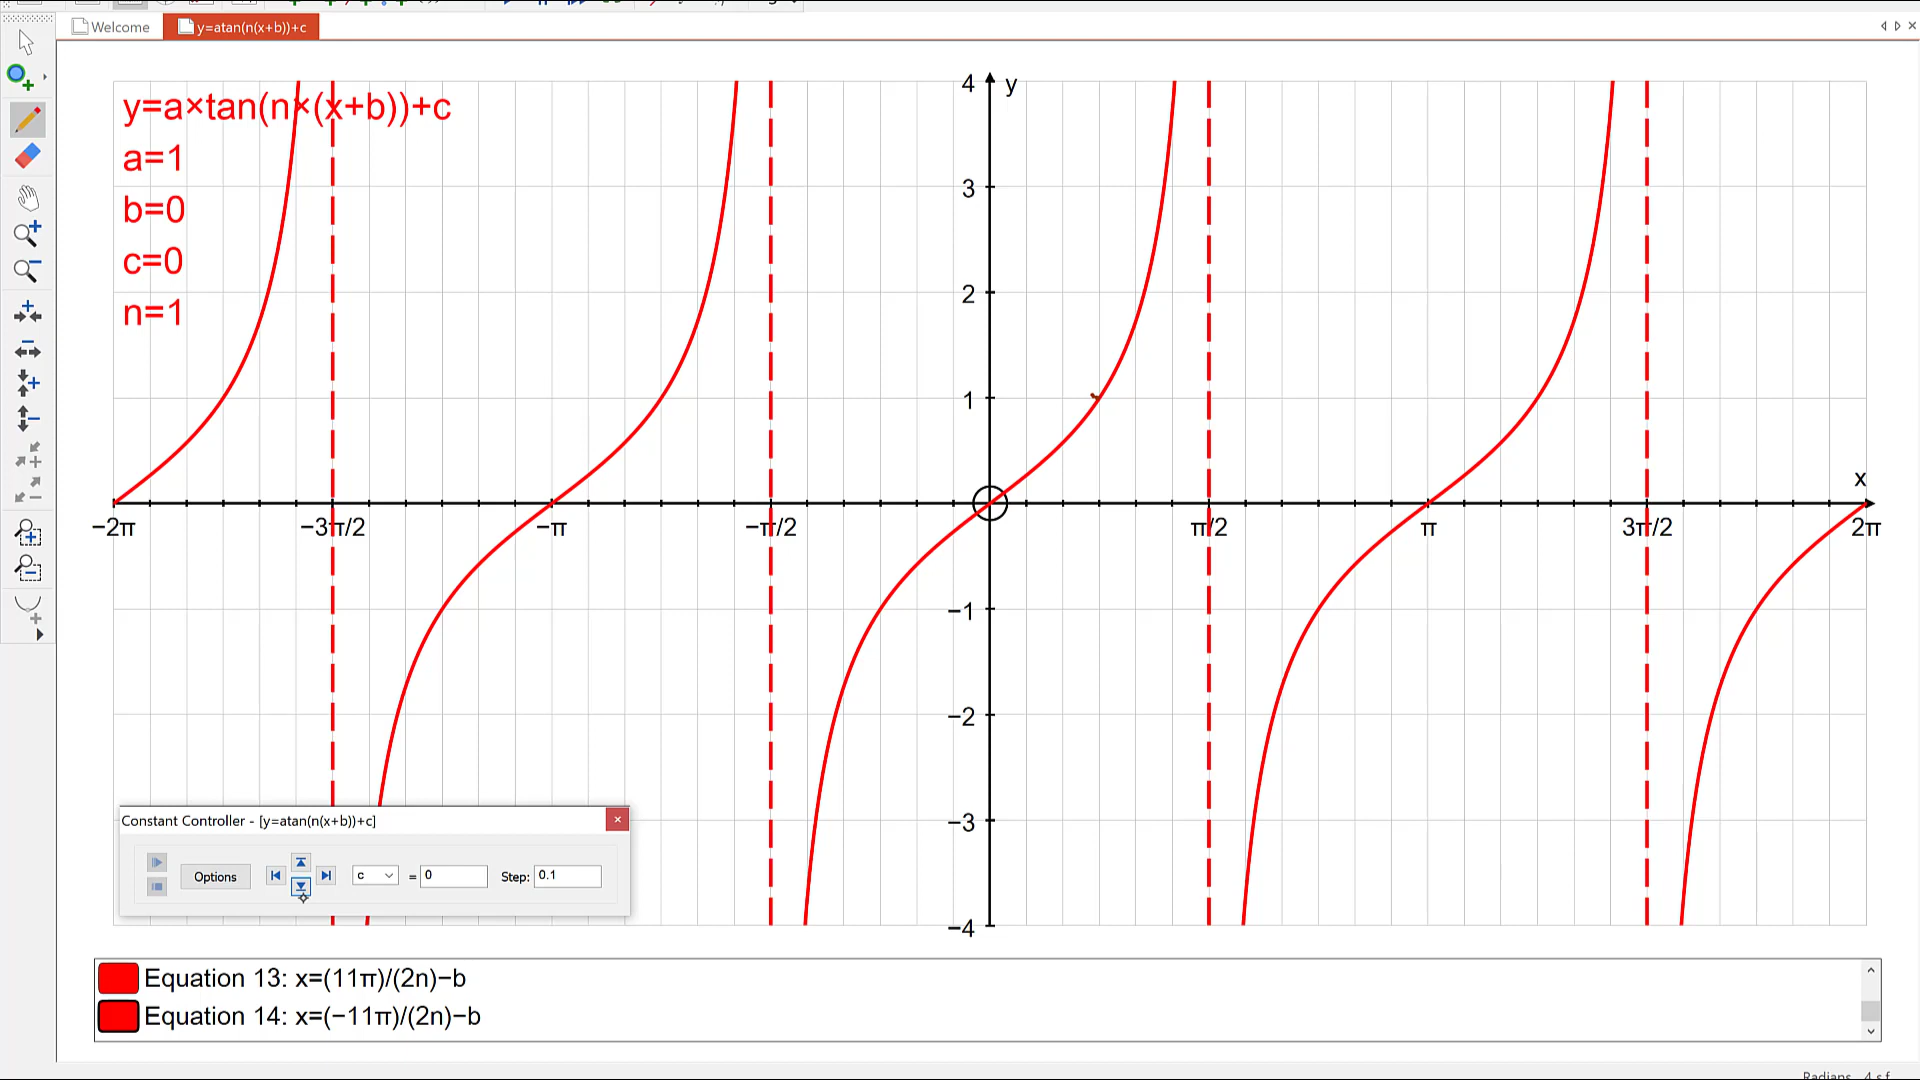 Welcome
y=atan(n(x+b))+c
y=a×tan(n×(x+b))+c
a=1
b=0
c=0
n=1
y
4
3
2
1
x
−2π −3π/2 −π −π/2 π/2 π 3π/2 2π
−1
−2
−3
−4
Constant Controller - [y=atan(n(x+b))+c]
Options c = 0 Step: 0.1
Equation 13: x=(11π)/(2n)−b
Equation 14: x=(−11π)/(2n)−b
Radians 4 s.f.